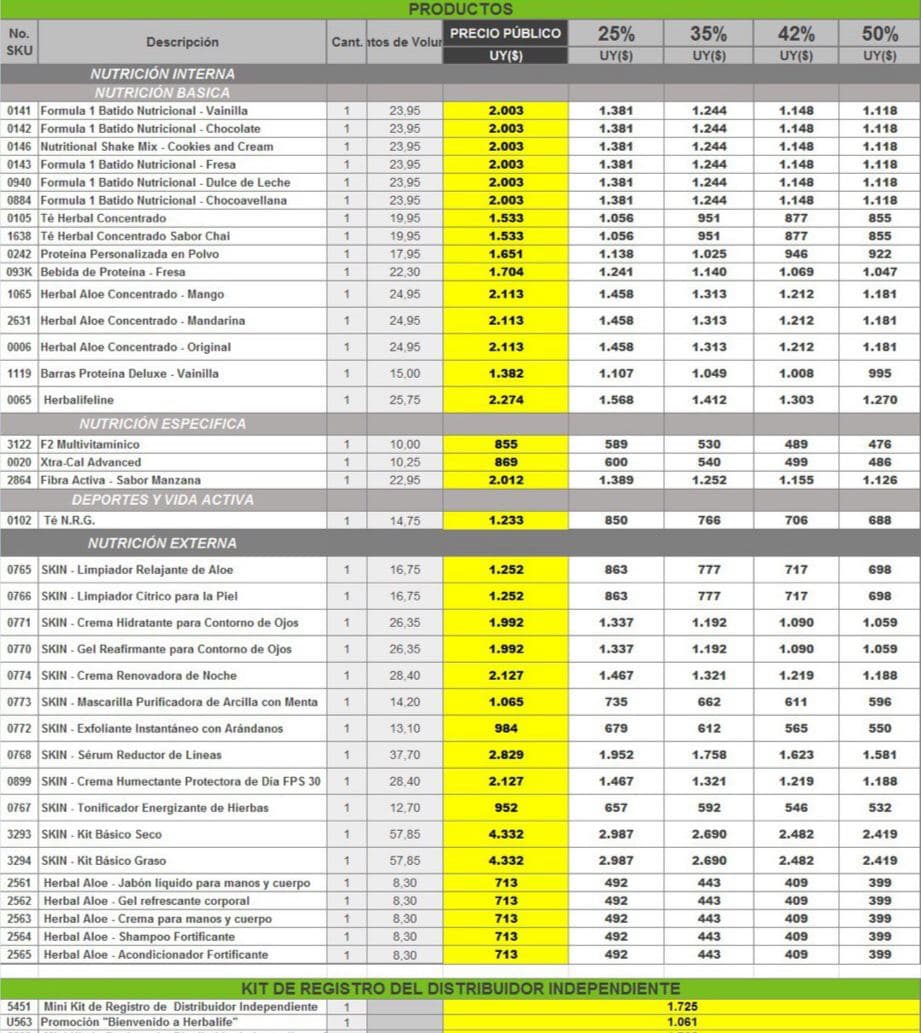 PRODUCTOS
No. SKU Descripción Cant. ntos de Volur PRECIO PÚBLICO 25% 35% 42% 50%
UY($) UY($) UY($) UY($) UY($)
NUTRICIÓN INTERNA
NUTRICIÓN BASICA
0141 Formula 1 Batido Nutricional - Vainilla 1 23,95 2.003 1.381 1.244 1.148 1.118
0142 Formula 1 Batido Nutricional - Chocolate 1 23,95 2.003 1.381 1.244 1.148 1.118
0146 Nutritional Shake Mix - Cookies and Cream 1 23,95 2.003 1.381 1.244 1.148 1.118
0143 Formula 1 Batido Nutricional - Fresa 1 23,95 2.003 1.381 1.244 1.148 1.118
0940 Formula 1 Batido Nutricional - Dulce de Leche 1 23,95 2.003 1.381 1.244 1.148 1.118
0884 Formula 1 Batido Nutricional - Chocoavellana 1 23,95 2.003 1.381 1.244 1.148 1.118
0105 Té Herbal Concentrado 1 19,95 1.533 1.056 951 877 855
1638 Té Herbal Concentrado Sabor Chai 1 19,95 1.533 1.056 951 877 855
0242 Proteína Personalizada en Polvo 1 17,95 1.651 1.138 1.025 946 922
093K Bebida de Proteína - Fresa 1 22,30 1.704 1.241 1.140 1.069 1.047
1065 Herbal Aloe Concentrado - Mango 1 24,95 2.113 1.458 1.313 1.212 1.181
2631 Herbal Aloe Concentrado - Mandarina 1 24,95 2.113 1.458 1.313 1.212 1.181
0006 Herbal Aloe Concentrado - Original 1 24,95 2.113 1.458 1.313 1.212 1.181
1119 Barras Proteína Deluxe - Vainilla 1 15,00 1.382 1.107 1.049 1.008 995
0065 Herbalifeline 1 25,75 2.274 1.568 1.412 1.303 1.270
NUTRICIÓN ESPECIFICA
3122 F2 Multivitamínico 1 10,00 855 589 530 489 476
0020 Xtra-Cal Advanced 1 10,25 869 600 540 499 486
2864 Fibra Activa - Sabor Manzana 1 22,95 2.012 1.389 1.252 1.155 1.126
DEPORTES Y VIDA ACTIVA
0102 Té N.R.G. 1 14,75 1.233 850 766 706 688
NUTRICIÓN EXTERNA
0765 SKIN - Limpiador Relajante de Aloe 1 16,75 1.252 863 777 717 698
0766 SKIN - Limpiador Cítrico para la Piel 1 16,75 1.252 863 777 717 698
0771 SKIN - Crema Hidratante para Contorno de Ojos 1 26,35 1.992 1.337 1.192 1.090 1.059
0770 SKIN - Gel Reafirmante para Contorno de Ojos 1 26,35 1.992 1.337 1.192 1.090 1.059
0774 SKIN - Crema Renovadora de Noche 1 28,40 2.127 1.467 1.321 1.219 1.188
0773 SKIN - Mascarilla Purificadora de Arcilla con Menta 1 14,20 1.065 735 662 611 596
0772 SKIN - Exfoliante Instantáneo con Arándanos 1 13,10 984 679 612 565 550
0768 SKIN - Sérum Reductor de Líneas 1 37,70 2.829 1.952 1.758 1.623 1.581
0899 SKIN - Crema Humectante Protectora de Día FPS 30 1 28,40 2.127 1.467 1.321 1.219 1.188
0767 SKIN - Tonificador Energizante de Hierbas 1 12,70 952 657 592 546 532
3293 SKIN - Kit Básico Seco 1 57,85 4.332 2.987 2.690 2.482 2.419
3294 SKIN - Kit Básico Graso 1 57,85 4.332 2.987 2.690 2.482 2.419
2561 Herbal Aloe - Jabón líquido para manos y cuerpo 1 8,30 713 492 443 409 399
2562 Herbal Aloe - Gel refrescante corporal 1 8,30 713 492 443 409 399
2563 Herbal Aloe - Crema para manos y cuerpo 1 8,30 713 492 443 409 399
2564 Herbal Aloe - Shampoo Fortificante 1 8,30 713 492 443 409 399
2565 Herbal Aloe - Acondicionador Fortificante 1 8,30 713 492 443 409 399
KIT DE REGISTRO DEL DISTRIBUIDOR INDEPENDIENTE
5451 Mini Kit de Registro de Distribuidor Independiente 1 1.725
U563 Promoción "Bienvenido a Herbalife" 1 1.061